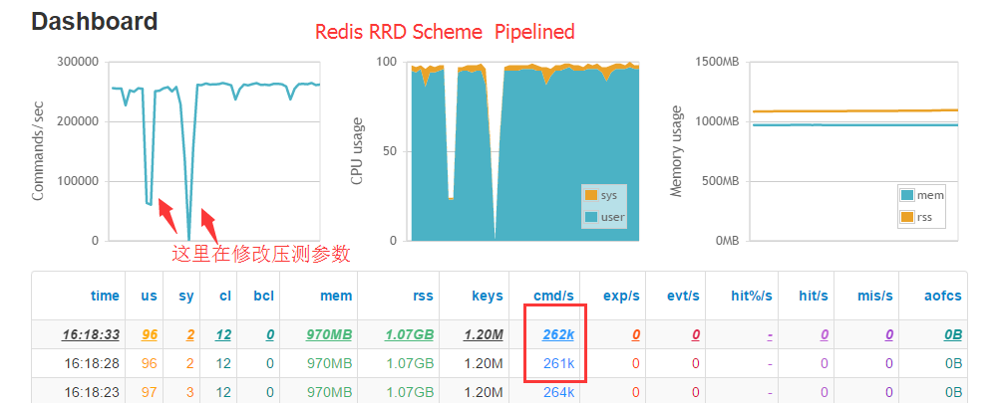 Dashboard
Redis RRD Scheme Pipelined
300000
200000
100000
0
Commands/sec
100
50
0
CPU usage
sys
user
1500MB
1000MB
500MB
0MB
Memory usage
mem
rss
这里在修改压测参数
time us sy cl bcl mem rss keys cmd/s exp/s evt/s hit%/s hit/s mis/s aofcs
16:18:33 96 2 12 0 970MB 1.07GB 1.20M 262k 0 0 - 0 0 0B
16:18:28 96 2 12 0 970MB 1.07GB 1.20M 261k 0 0 - 0 0 0B
16:18:23 97 3 12 0 970MB 1.07GB 1.20M 264k 0 0 - 0 0 0B